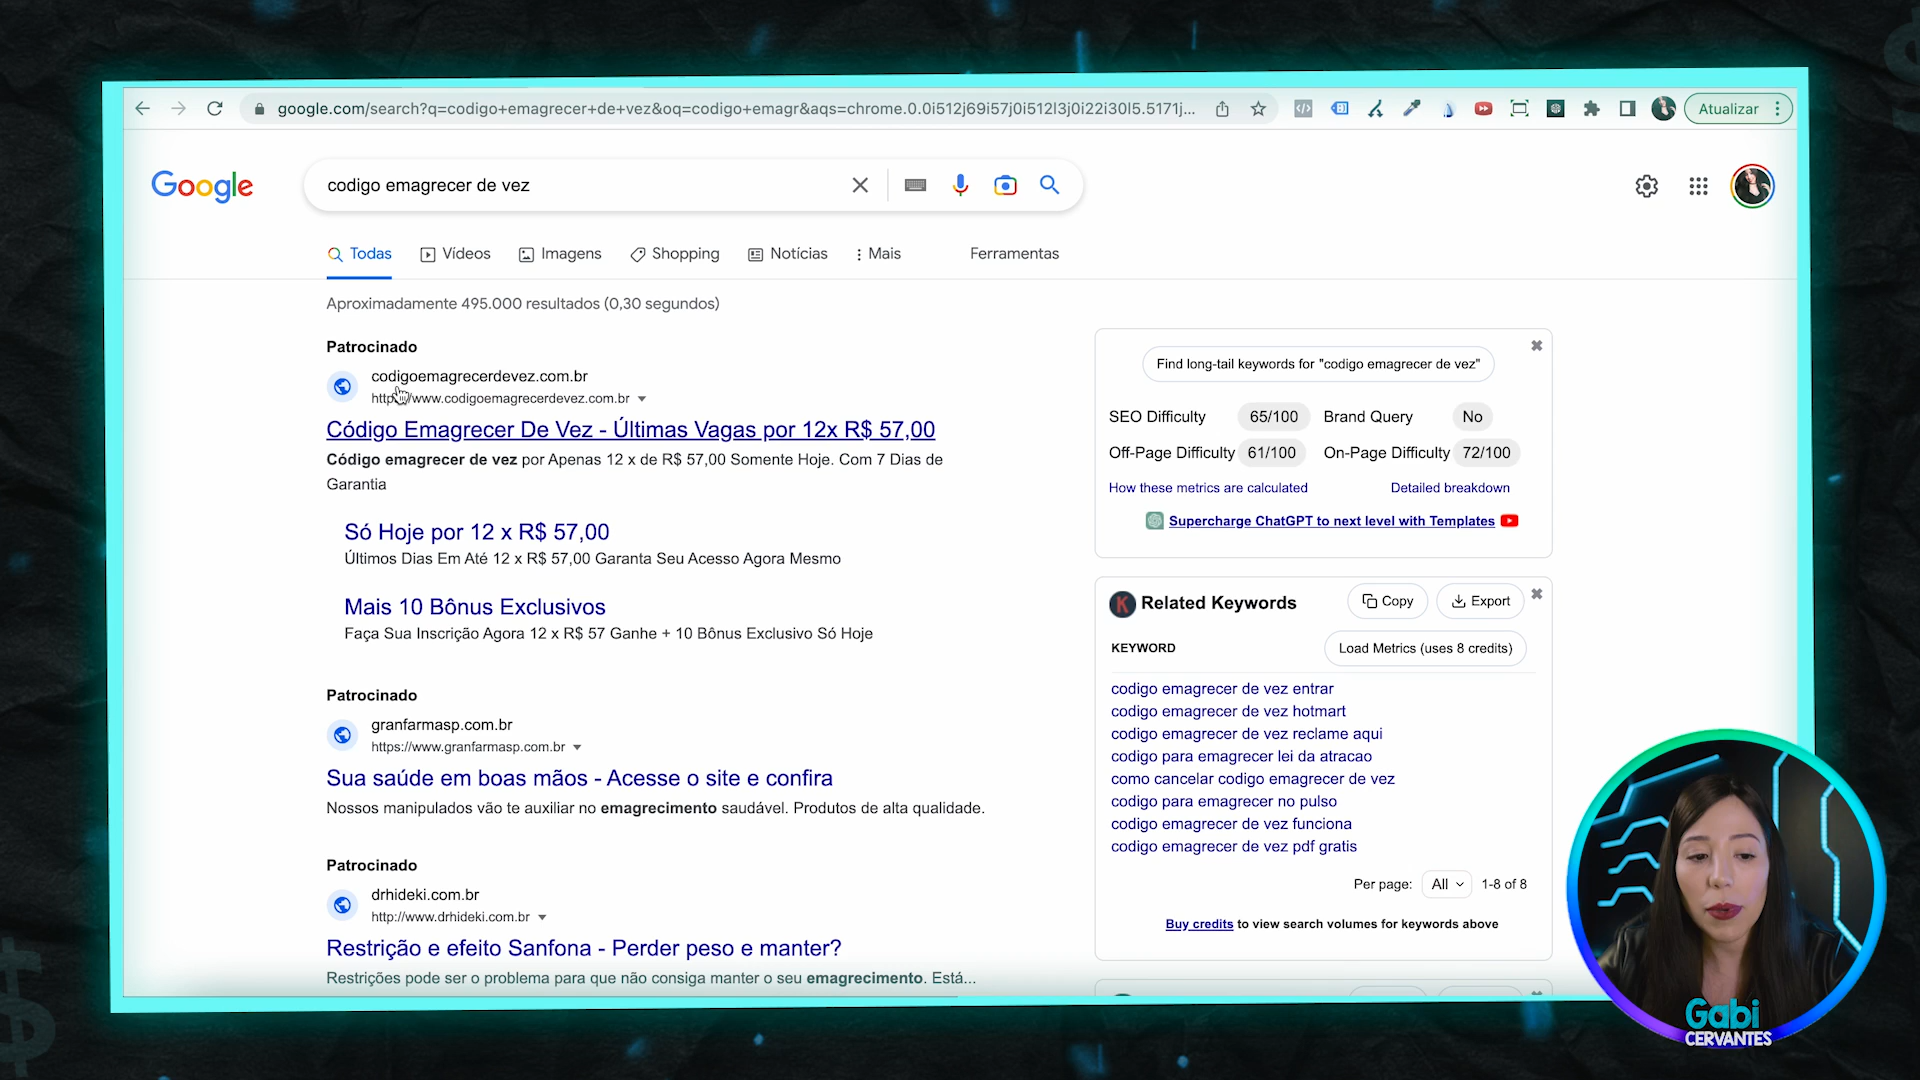 google.com/search?q=codigo+emagrecer+de+vez&oq=codigo+emagr&aqs=chrome.0.0i512j69i57j0i512l3j0i22i30l5.5171j...
Atualizar
Google
codigo emagrecer de vez
Todas
Vídeos
Imagens
Shopping
Notícias
Mais
Ferramentas
Aproximadamente 495.000 resultados (0,30 segundos)
Patrocinado
codigoemagrecerdevez.com.br
http://www.codigoemagrecerdevez.com.br
Código Emagrecer De Vez - Últimas Vagas por 12x R$ 57,00
Código emagrecer de vez por Apenas 12 x de R$ 57,00 Somente Hoje. Com 7 Dias de
Garantia
Só Hoje por 12 x R$ 57,00
Últimos Dias Em Até 12 x R$ 57,00 Garanta Seu Acesso Agora Mesmo
Mais 10 Bônus Exclusivos
Faça Sua Inscrição Agora 12 x R$ 57 Ganhe + 10 Bônus Exclusivo Só Hoje
Patrocinado
granfarmasp.com.br
https://www.granfarmasp.com.br
Sua saúde em boas mãos - Acesse o site e confira
Nossos manipulados vão te auxiliar no emagrecimento saudável. Produtos de alta qualidade.
Patrocinado
drhideki.com.br
http://www.drhideki.com.br
Restrição e efeito Sanfona - Perder peso e manter?
Restrições pode ser o problema para que não consiga manter o seu emagrecimento. Está...
Find long-tail keywords for "codigo emagrecer de vez"
SEO Difficulty 65/100 Brand Query No
Off-Page Difficulty 61/100 On-Page Difficulty 72/100
How these metrics are calculated Detailed breakdown
Supercharge ChatGPT to next level with Templates
K Related Keywords Copy Export
KEYWORD Load Metrics (uses 8 credits)
codigo emagrecer de vez entrar
codigo emagrecer de vez hotmart
codigo emagrecer de vez reclame aqui
codigo para emagrecer lei da atracao
como cancelar codigo emagrecer de vez
codigo para emagrecer no pulso
codigo emagrecer de vez funciona
codigo emagrecer de vez pdf gratis
Per page: All 1-8 of 8
Buy credits to view search volumes for keywords above
Gabi
CERVANTES